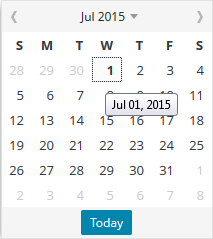 Jul 2015
S M T W T F S
28 29 30 1 2 3 4
5 6 7 8 9 10 11
Jul 01, 2015
12 13 14 15 16 17 18
19 20 21 22 23 24 25
26 27 28 29 30 31 1
2 3 4 5 6 7 8
Today